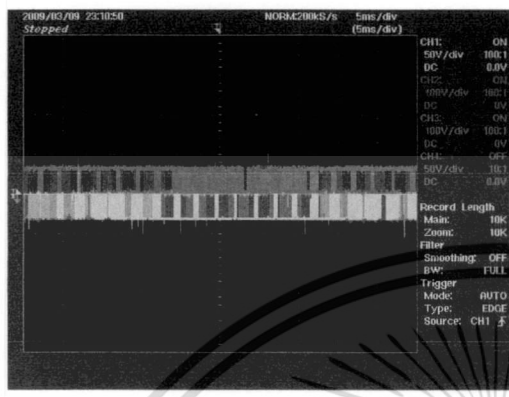 2009/03/09 23:10:50 NORM:200kS/s 5ms/div
Stopped (5ms/div)
CH1: ON
50V/div 100:1
DC 0.0V
CH2: ON
100V/div 100:1
DC 0V
CH3: ON
100V/div 100:1
DC 0V
OFF
50V/div 10:1
DC 0.0V
Record Length
Main: 10K
Zoom: 10K
Filter
Smoothing: OFF
BW: FULL
Trigger
Mode: AUTO
Type: EDGE
Source: CH1